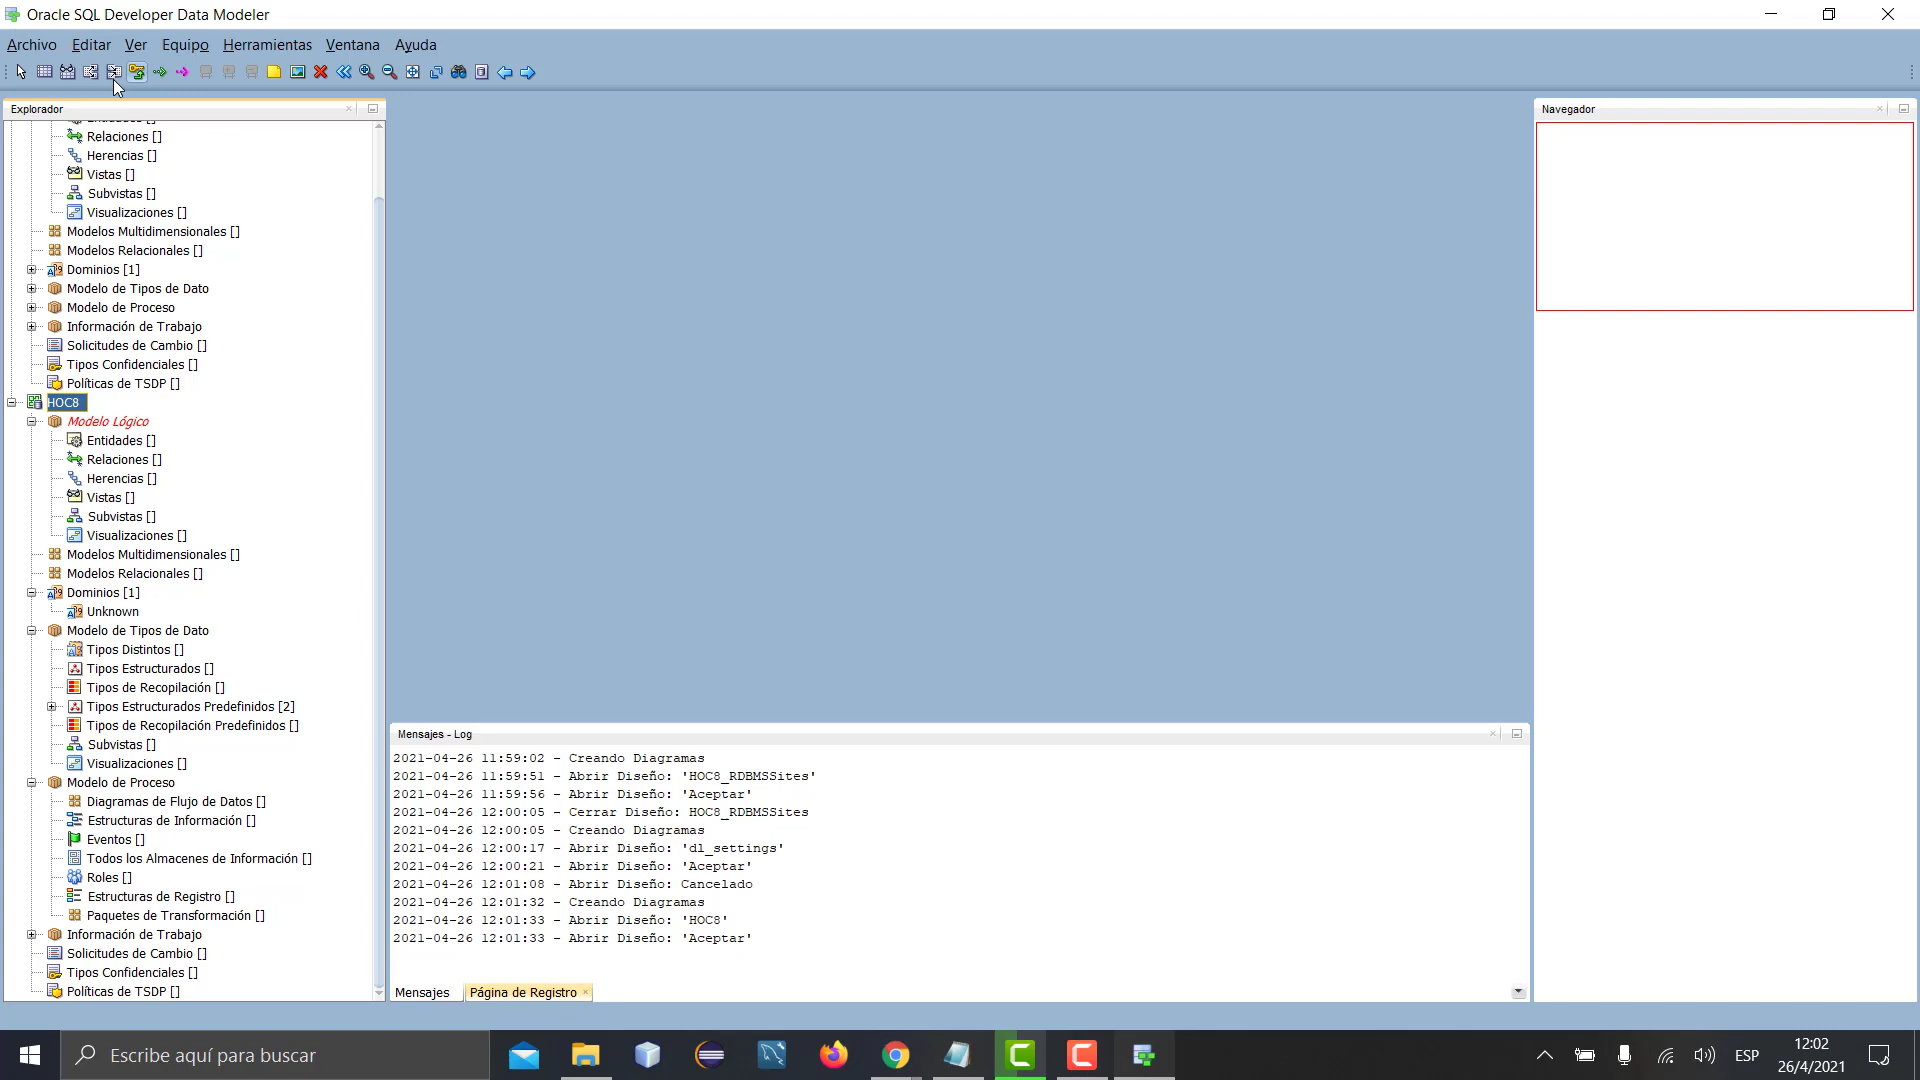 Oracle SQL Developer Data Modeler
Archivo Editar Ver Equipo Herramientas Ventana Ayuda
Explorador
Relaciones []
Herencias []
Vistas []
Subvistas []
Visualizaciones []
Modelos Multidimensionales []
Modelos Relacionales []
Dominios [1]
Modelo de Tipos de Dato
Modelo de Proceso
Información de Trabajo
Solicitudes de Cambio []
Tipos Confidenciales []
Políticas de TSDP []
HOC8
Modelo Lógico
Entidades []
Relaciones []
Herencias []
Vistas []
Subvistas []
Visualizaciones []
Modelos Multidimensionales []
Modelos Relacionales []
Dominios [1]
Unknown
Modelo de Tipos de Dato
Tipos Distintos []
Tipos Estructurados []
Tipos de Recopilación []
Tipos Estructurados Predefinidos [2]
Tipos de Recopilación Predefinidos []
Subvistas []
Visualizaciones []
Modelo de Proceso
Diagramas de Flujo de Datos []
Estructuras de Información []
Eventos []
Todos los Almacenes de Información []
Roles []
Estructuras de Registro []
Paquetes de Transformación []
Información de Trabajo
Solicitudes de Cambio []
Tipos Confidenciales []
Políticas de TSDP []
Mensajes - Log
2021-04-26 11:59:02 - Creando Diagramas
2021-04-26 11:59:51 - Abrir Diseño: 'HOC8_RDBMSSites'
2021-04-26 11:59:56 - Abrir Diseño: 'Aceptar'
2021-04-26 12:00:05 - Cerrar Diseño: HOC8_RDBMSSites
2021-04-26 12:00:05 - Creando Diagramas
2021-04-26 12:00:17 - Abrir Diseño: 'dl_settings'
2021-04-26 12:00:21 - Abrir Diseño: 'Aceptar'
2021-04-26 12:01:08 - Abrir Diseño: Cancelado
2021-04-26 12:01:32 - Creando Diagramas
2021-04-26 12:01:33 - Abrir Diseño: 'HOC8'
2021-04-26 12:01:33 - Abrir Diseño: 'Aceptar'
Mensajes Página de Registro
Navegador
Escribe aquí para buscar
ESP
12:02
26/4/2021